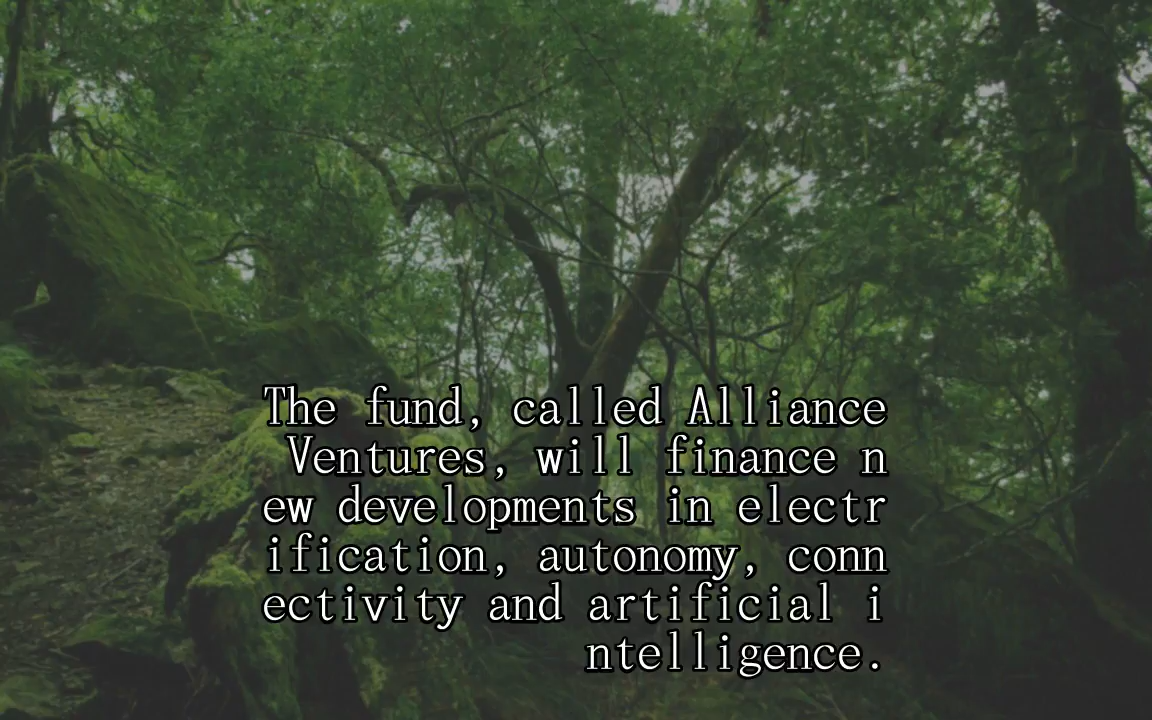 The fund, called Alliance
Ventures, will finance n
ew developments in electr
ification, autonomy, conn
ectivity and artificial i
ntelligence.